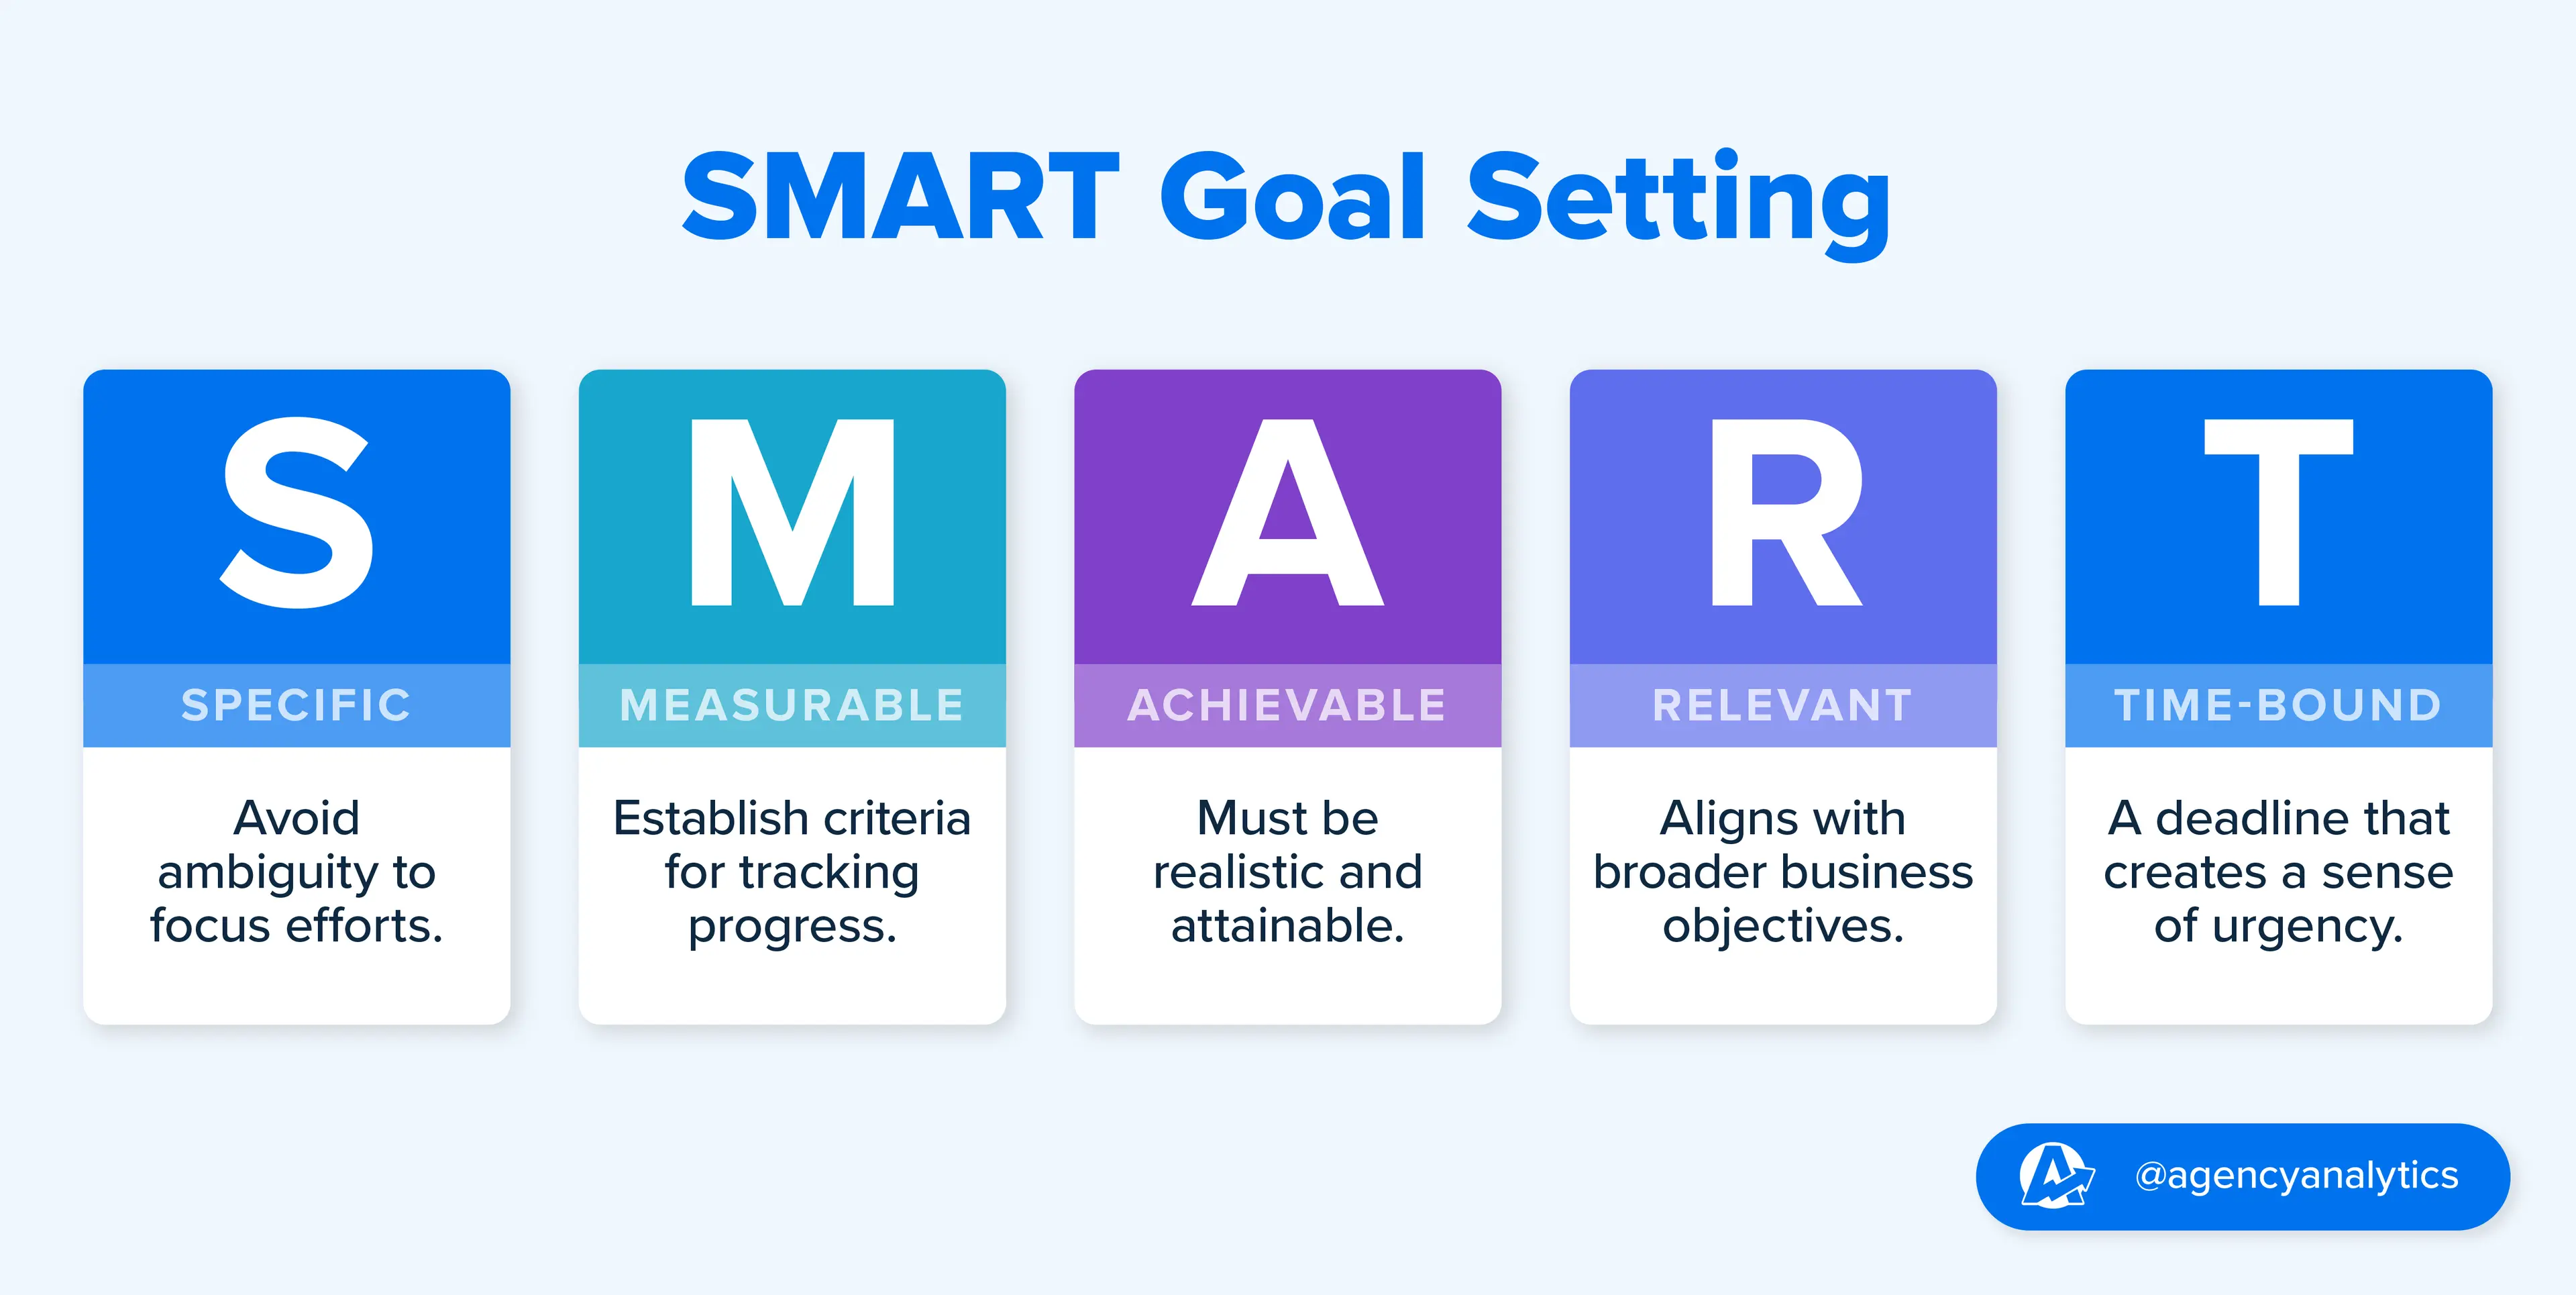 SMART Goal Setting
S
SPECIFIC
Avoid
ambiguity to
focus efforts.
M
MEASURABLE
Establish criteria
for tracking
progress.
A
ACHIEVABLE
Must be
realistic and
attainable.
R
RELEVANT
Aligns with
broader business
objectives.
T
TIME-BOUND
A deadline that
creates a sense
of urgency.
@agencyanalytics